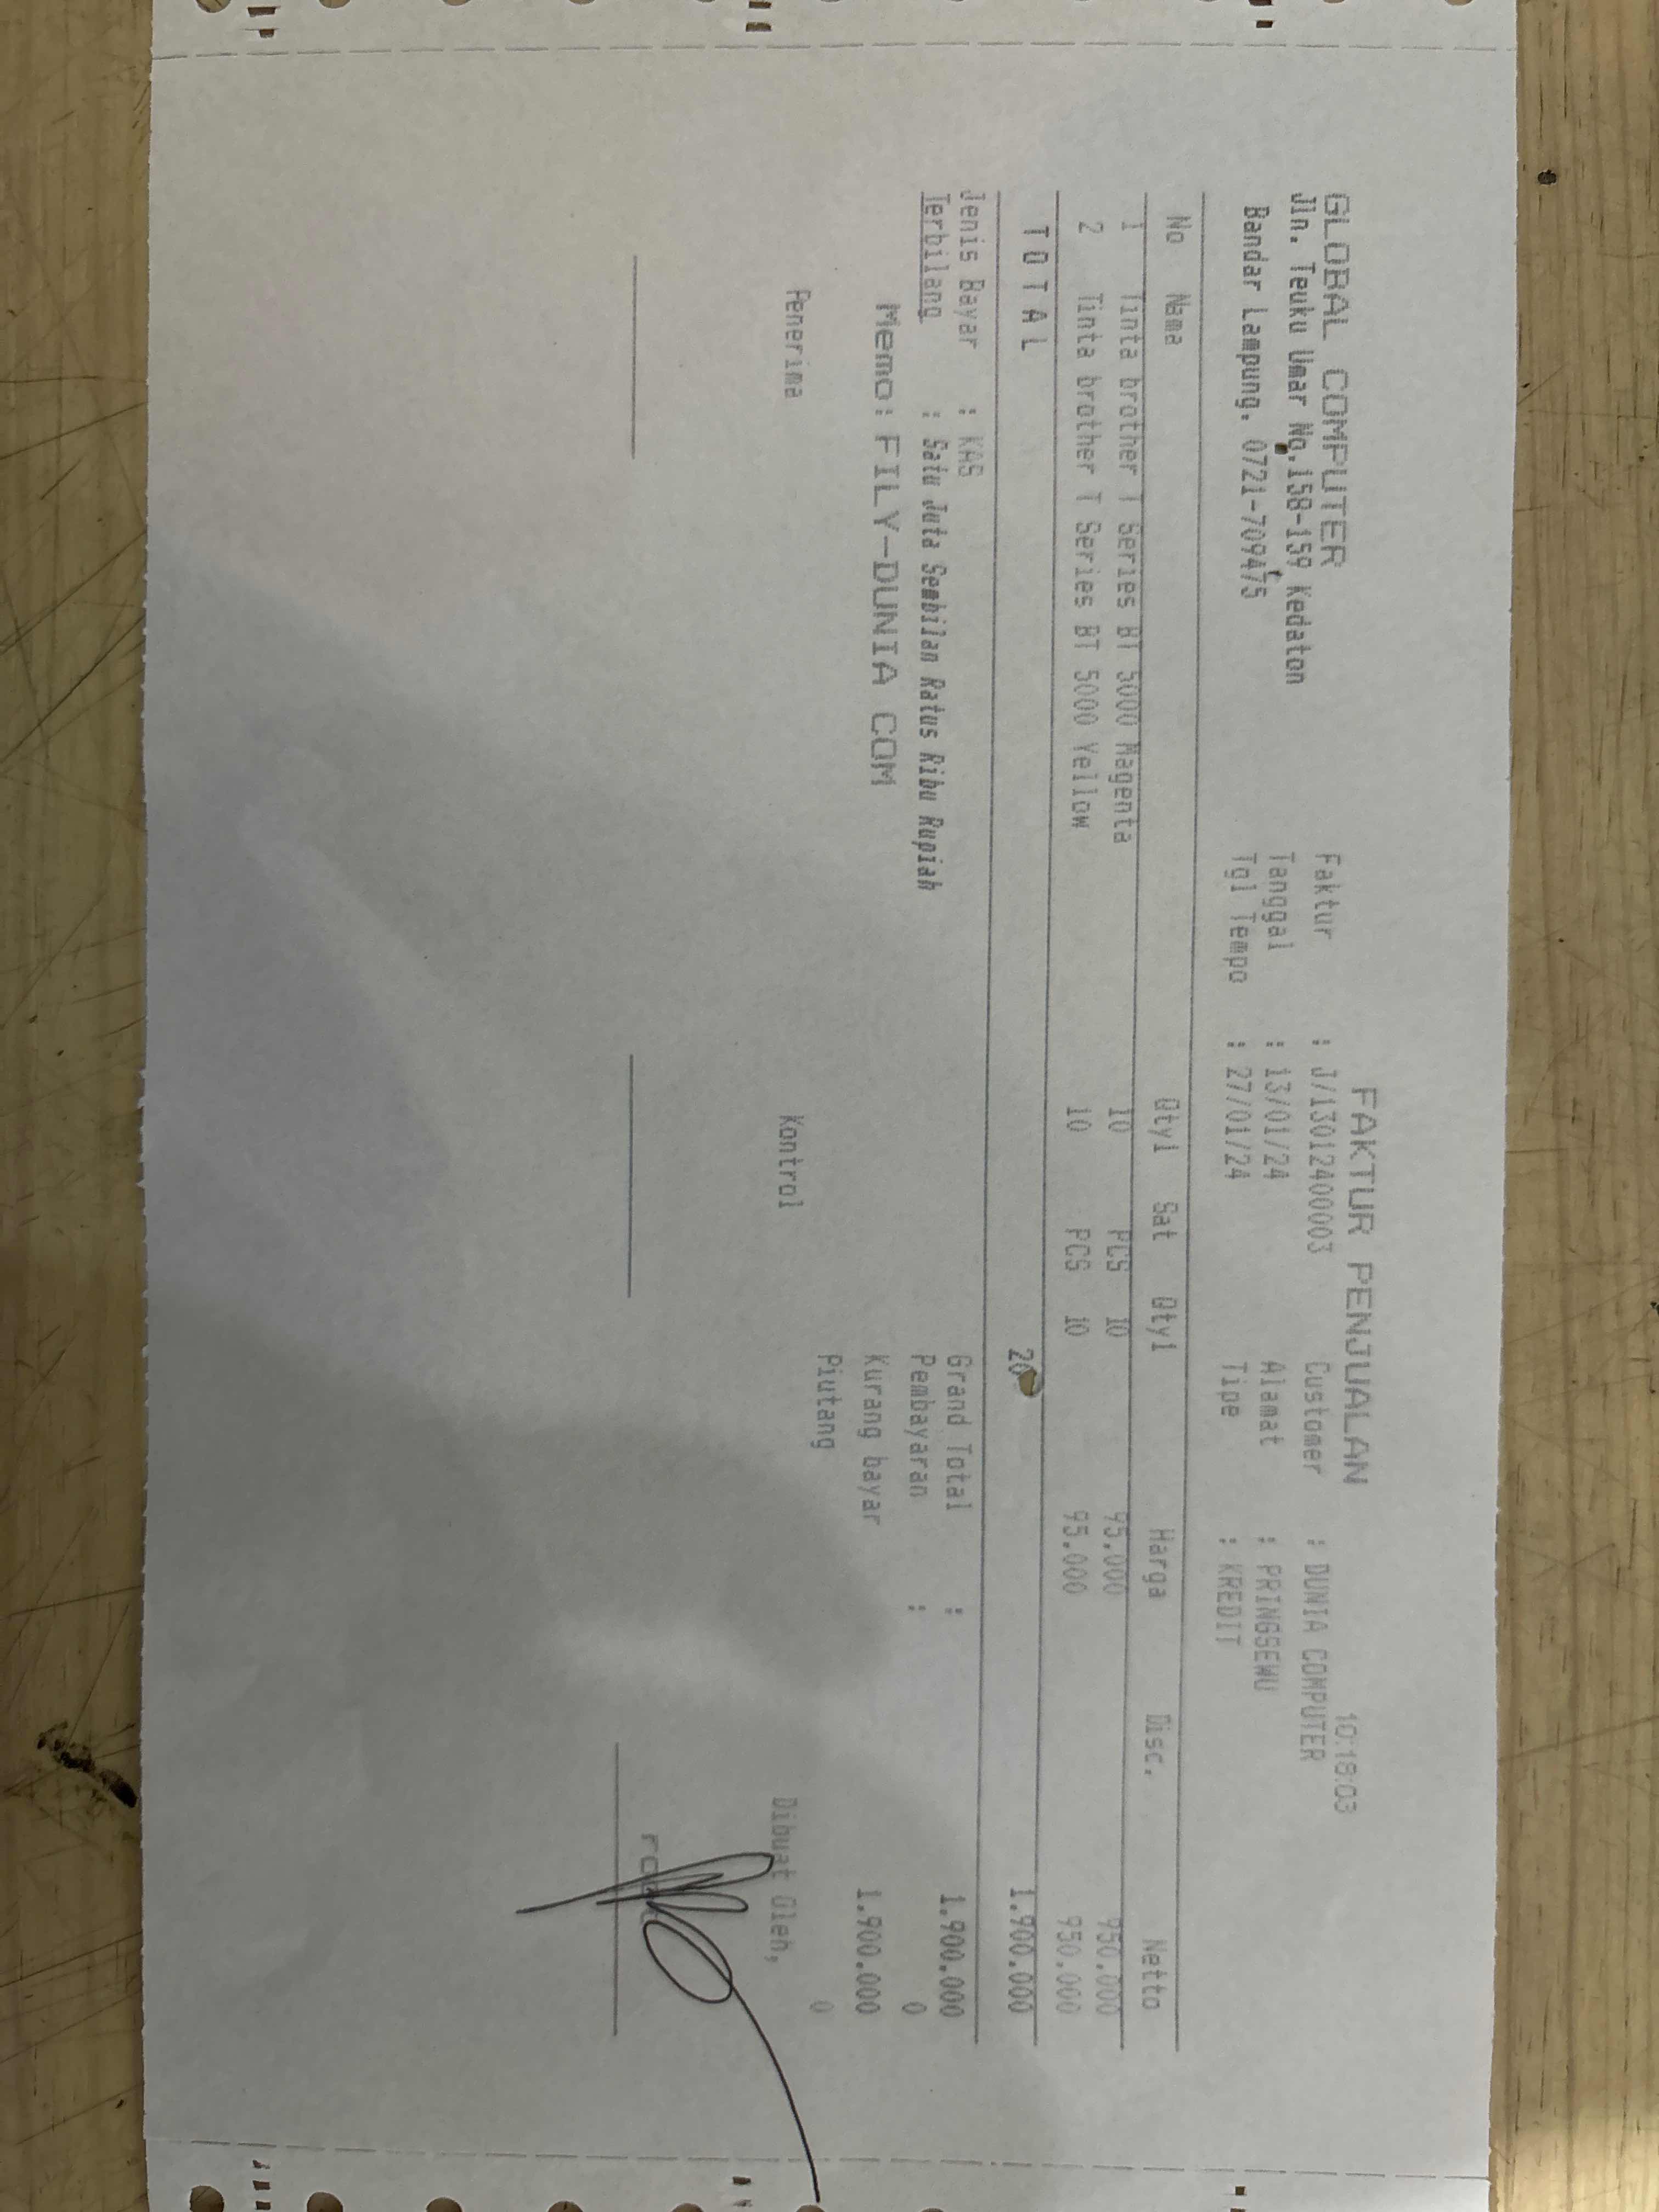 FAKTUR PENJUALAN 10:18:03
GLOBAL COMPUTER Faktur : J/1301240003 Customer : DUNIA COMPUTER
Jln. Teuku Umar No.158-159 Kedaton Tanggal : 13/01/24 Alamat : PRINGSEWU
Bandar Lampung. 0721-709475 Tgl Tempo : 27/01/24 Tipe : KREDIT
No Nama Qty1 Sat Qty1 Harga Disc. Netto
1 Tinta brother T Series BT 5000 Magenta 10 PCS 10 95.000 950.000
2 Tinta brother T Series BT 5000 Yellow 10 PCS 10 95.000 950.000
T O T A L 20 1.900.000
Jenis Bayar : KAS Grand Total : 1.900.000
Terbilang : Satu Juta Sembilan Ratus Ribu Rupiah Pembayaran : 0
Memo: FILY-DUNIA COM Kurang bayar 1.900.000
Piutang 0
Penerima Kontrol Dibuat Oleh,